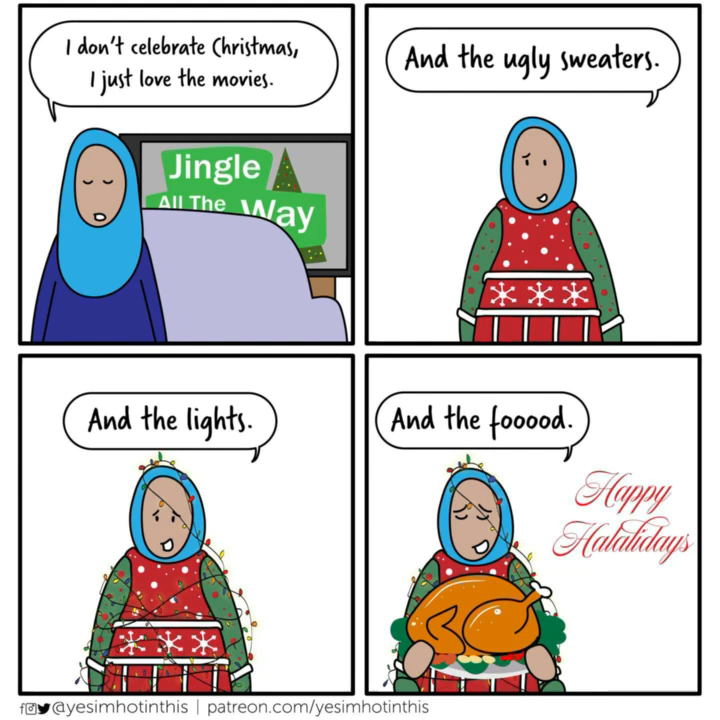 I don't celebrate Christmas,
I just love the movies.
Jingle
All The Way
And the ugly sweaters.
And the lights.
And the fooood.
Happy
Halalidays
@yesimhotinthis | patreon.com/yesimhotinthis